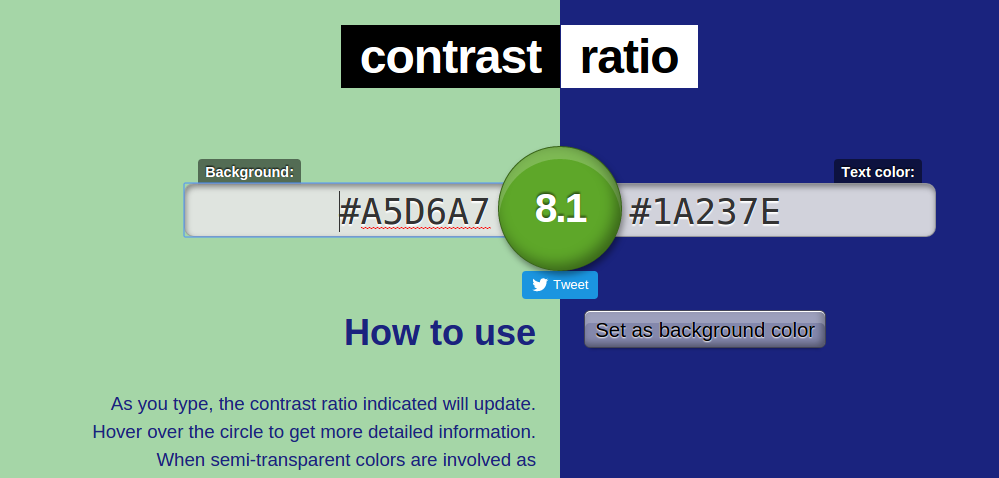 contrast ratio
Background:
Text color:
#A5D6A7
8.1
#1A237E
Tweet
How to use
Set as background color
As you type, the contrast ratio indicated will update.
Hover over the circle to get more detailed information.
When semi-transparent colors are involved as